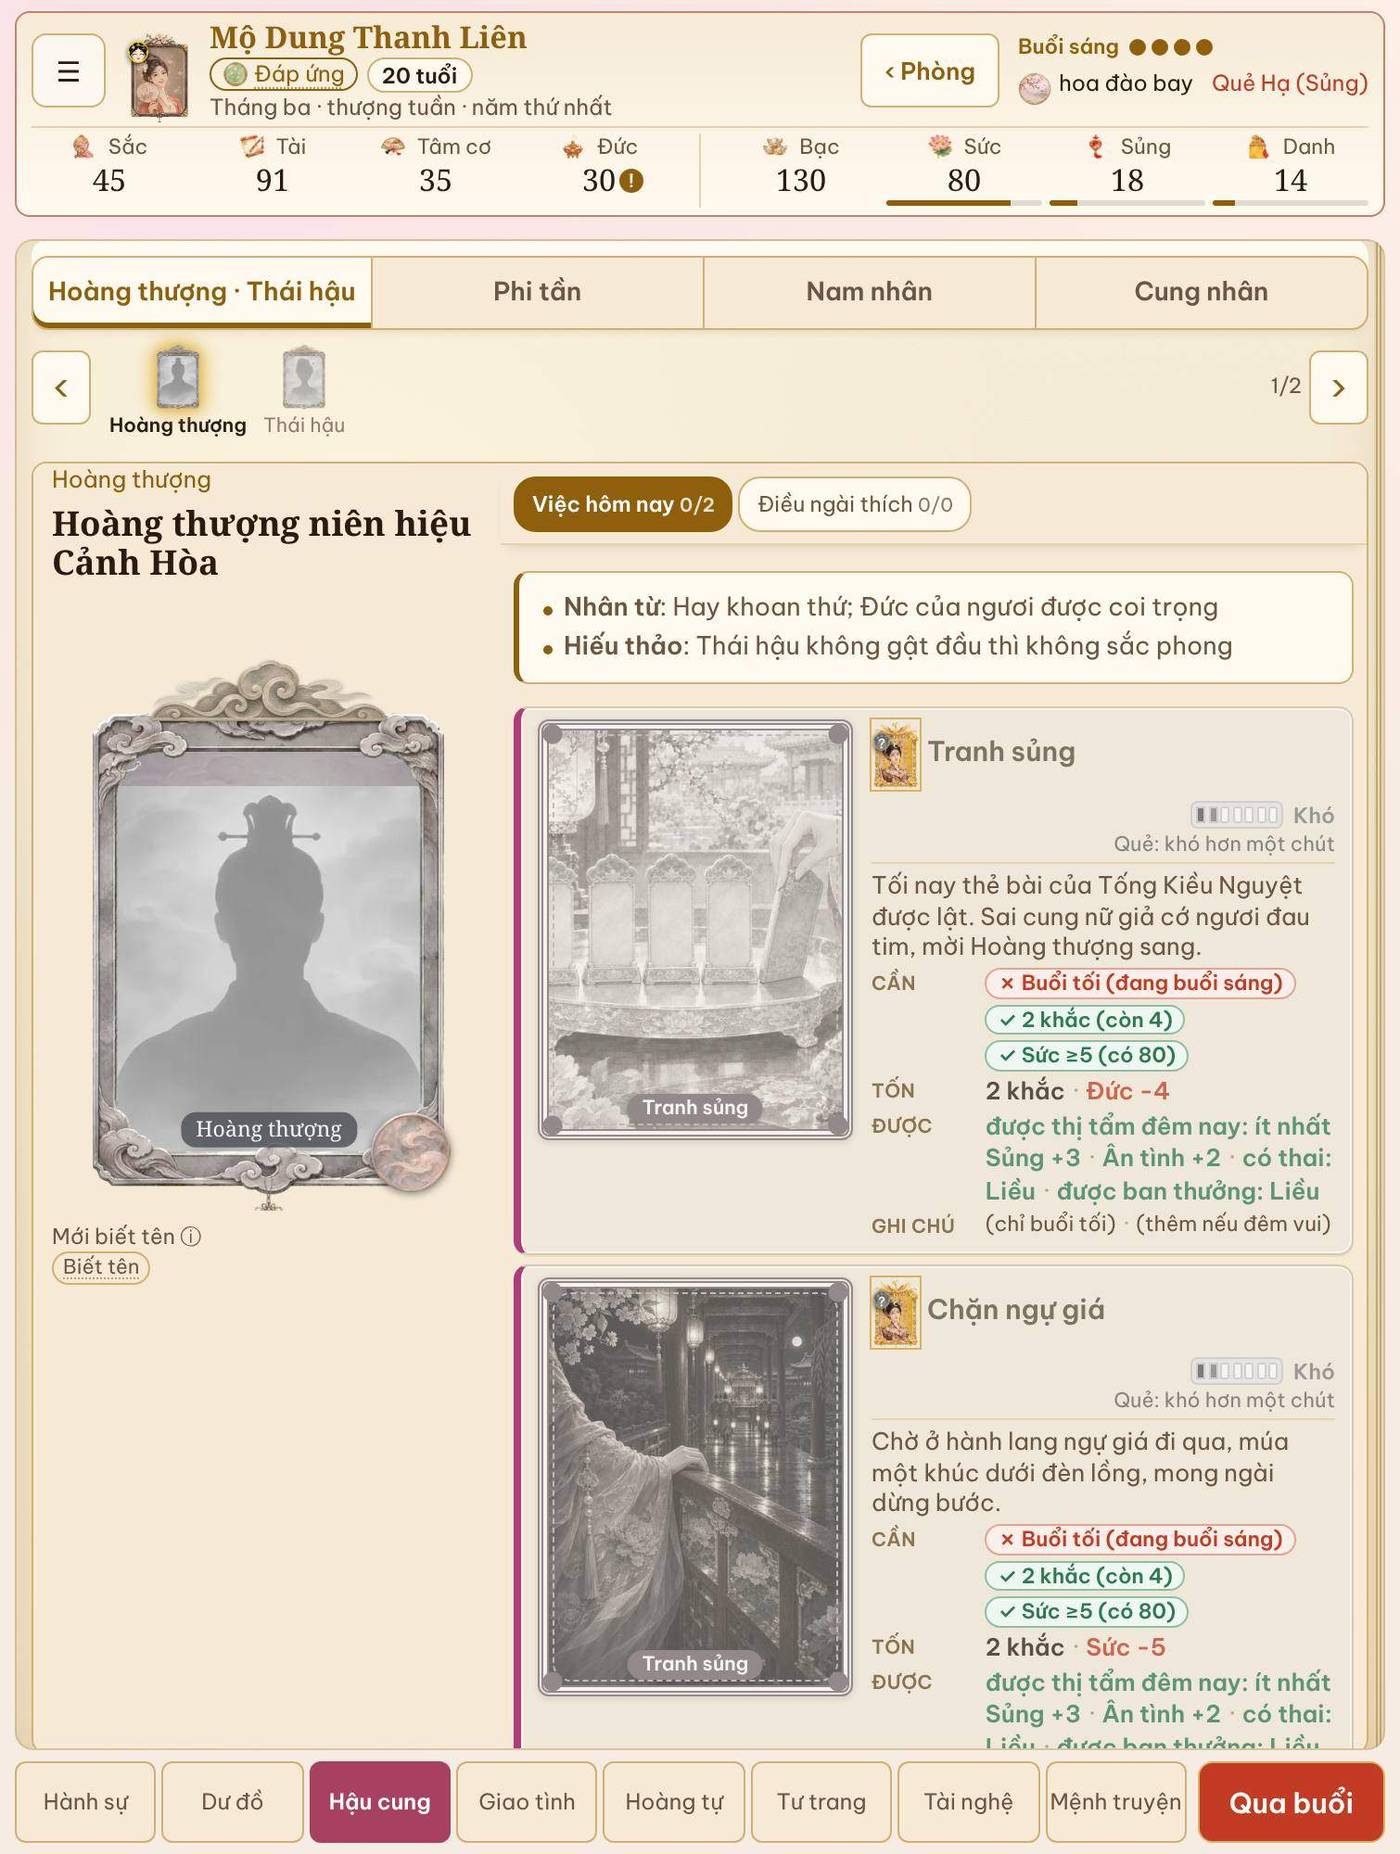 Mộ Dung Thanh Liên
Đáp ứng
20 tuổi
Tháng ba · thượng tuần · năm thứ nhất
‹ Phòng
Buổi sáng
hoa đào bay
Quẻ Hạ (Sủng)
Sắc
45
Tài
91
Tâm cơ
35
Đức
30 !
Bạc
130
Sức
80
Sủng
18
Danh
14
Hoàng thượng · Thái hậu
Phi tần
Nam nhân
Cung nhân
Hoàng thượng
Thái hậu
1/2
Hoàng thượng
Hoàng thượng niên hiệu
Cảnh Hòa
Hoàng thượng
Mới biết tên ⓘ
Biết tên
Việc hôm nay 0/2
Điều ngài thích 0/0
• Nhân từ: Hay khoan thứ; Đức của ngươi được coi trọng
• Hiếu thảo: Thái hậu không gật đầu thì không sắc phong
Tranh sủng
?
Tranh sủng
Khó
Quẻ: khó hơn một chút
Tối nay thẻ bài của Tống Kiều Nguyệt
được lật. Sai cung nữ giả cớ ngươi đau
tim, mời Hoàng thượng sang.
CẦN
× Buổi tối (đang buổi sáng)
✓ 2 khắc (còn 4)
✓ Sức ≥5 (có 80)
TỐN
2 khắc · Đức -4
ĐƯỢC
được thị tẩm đêm nay: ít nhất
Sủng +3 · Ân tình +2 · có thai:
Liều · được ban thưởng: Liều
GHI CHÚ
(chỉ buổi tối) · (thêm nếu đêm vui)
Tranh sủng
?
Chặn ngự giá
Khó
Quẻ: khó hơn một chút
Chờ ở hành lang ngự giá đi qua, múa
một khúc dưới đèn lồng, mong ngài
dừng bước.
CẦN
× Buổi tối (đang buổi sáng)
✓ 2 khắc (còn 4)
✓ Sức ≥5 (có 80)
TỐN
2 khắc · Sức -5
ĐƯỢC
được thị tẩm đêm nay: ít nhất
Sủng +3 · Ân tình +2 · có thai:
Liều · được ban thưởng: Liều
Hành sự
Dư đồ
Hậu cung
Giao tình
Hoàng tự
Tư trang
Tài nghệ
Mệnh truyện
Qua buổi